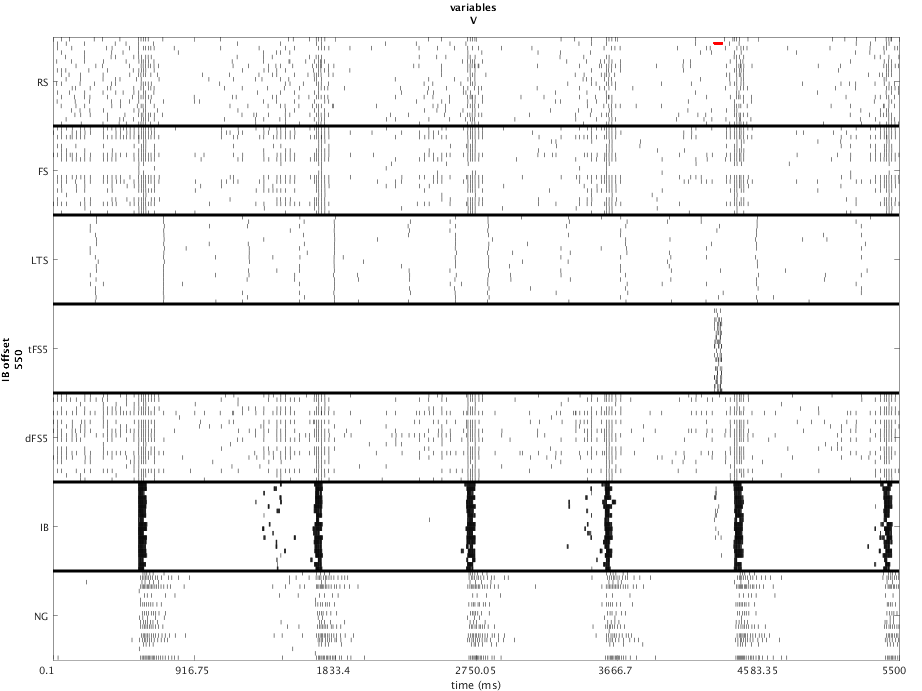 variables
V
RS
FS
LTS
IB offset
550
tFS5
dFS5
IB
NG
0.1 916.75 1833.4 2750.05 3666.7 4583.35 5500
time (ms)